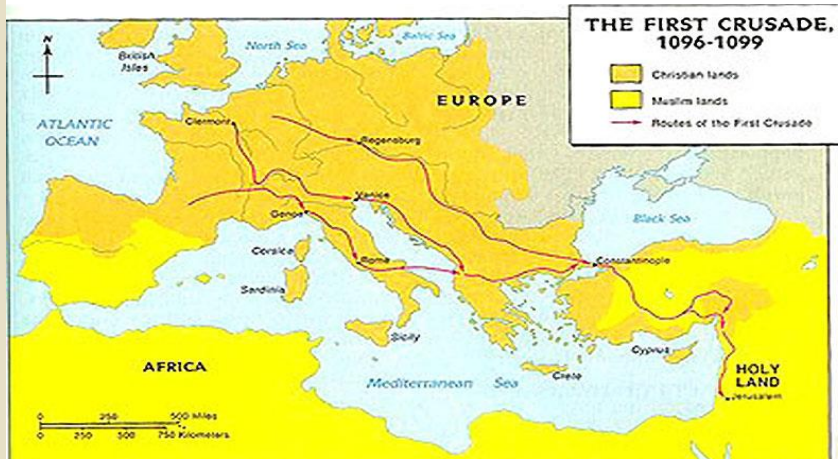 THE FIRST CRUSADE,
1096-1099
Christian lands
Muslim lands
Routes of the First Crusade
N
British
Isles
North Sea
Baltic Sea
EUROPE
ATLANTIC
OCEAN
Clermont
Regensburg
Venice
Genoa
Black Sea
Corsica
Rome
Constantinople
Sardinia
Sicily
Cyprus
AFRICA
Crete
HOLY
LAND
Mediterranean Sea
Jerusalem
0 250 500 Miles
0 250 500 750 Kilometers